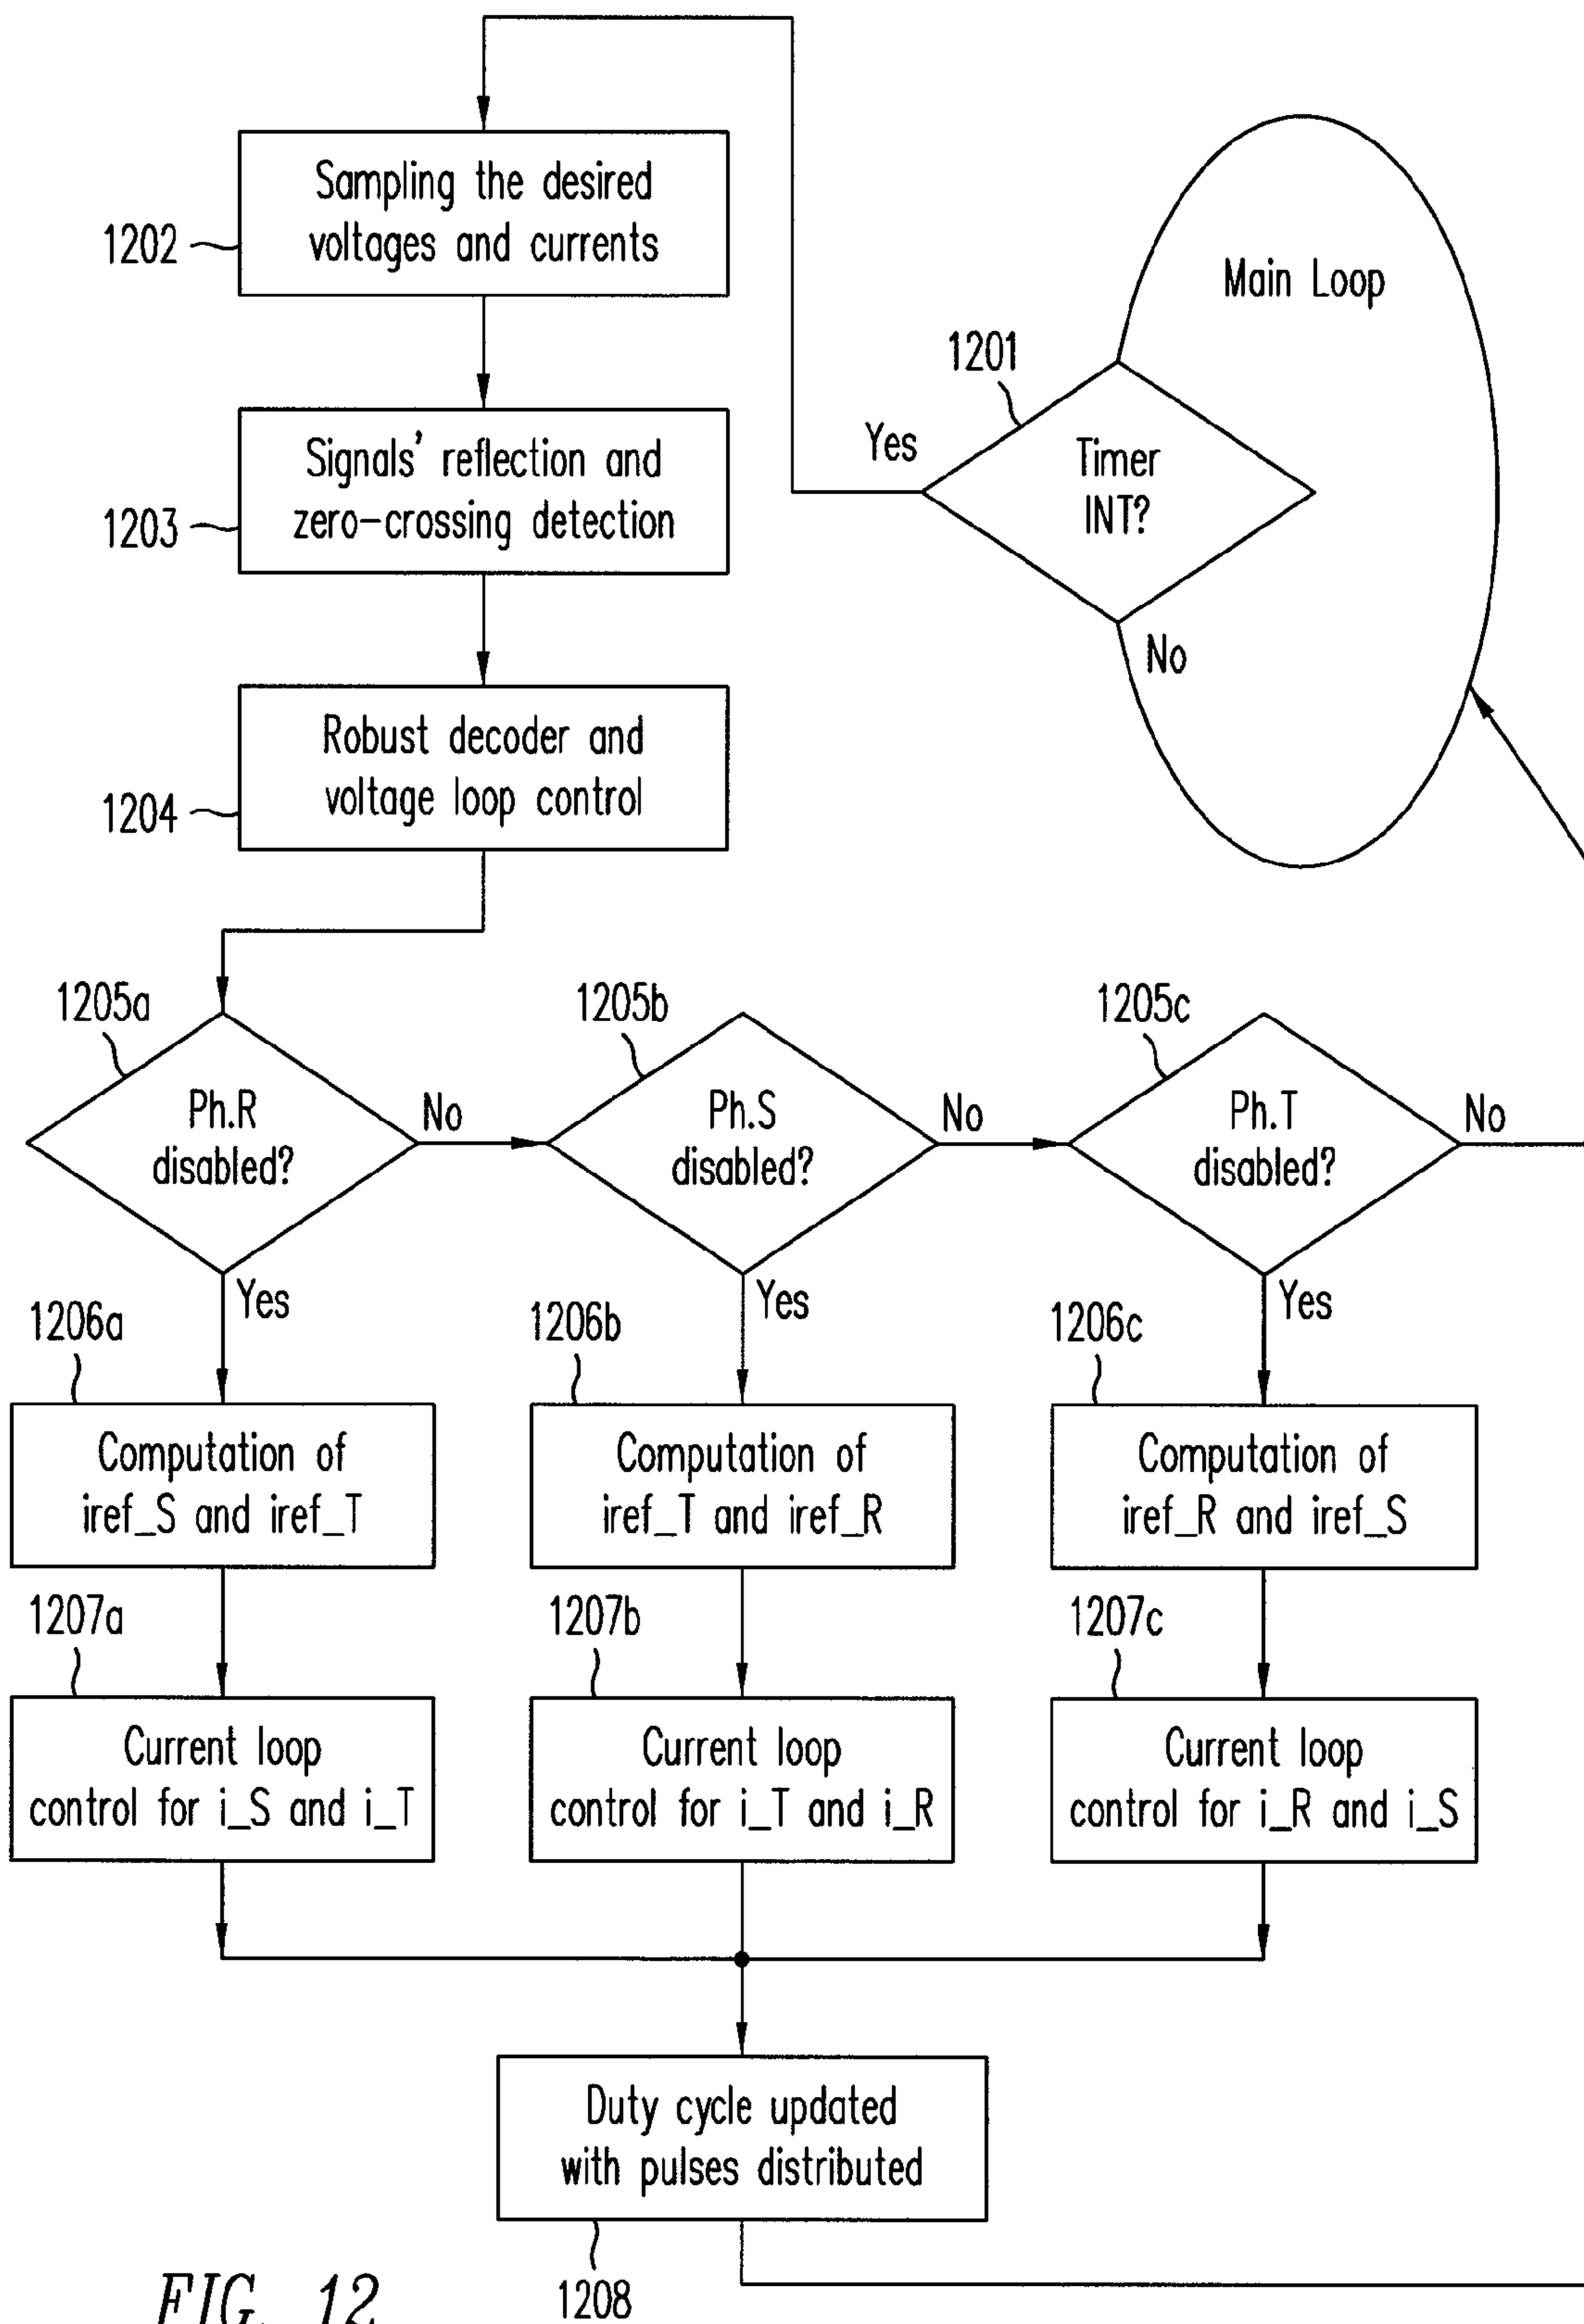 Sampling the desired
voltages and currents
1202
Main Loop
1201
Yes
Timer
INT?
No
Signals' reflection and
zero-crossing detection
1203
Robust decoder and
voltage loop control
1204
1205a
Ph.R
disabled?
No
Yes
1205b
Ph.S
disabled?
No
Yes
1205c
Ph.T
disabled?
No
Yes
1206a
Computation of
iref_S and iref_T
1206b
Computation of
iref_T and iref_R
1206c
Computation of
iref_R and iref_S
1207a
Current loop
control for i_S and i_T
1207b
Current loop
control for i_T and i_R
1207c
Current loop
control for i_R and i_S
Duty cycle updated
with pulses distributed
1208
FIG. 12